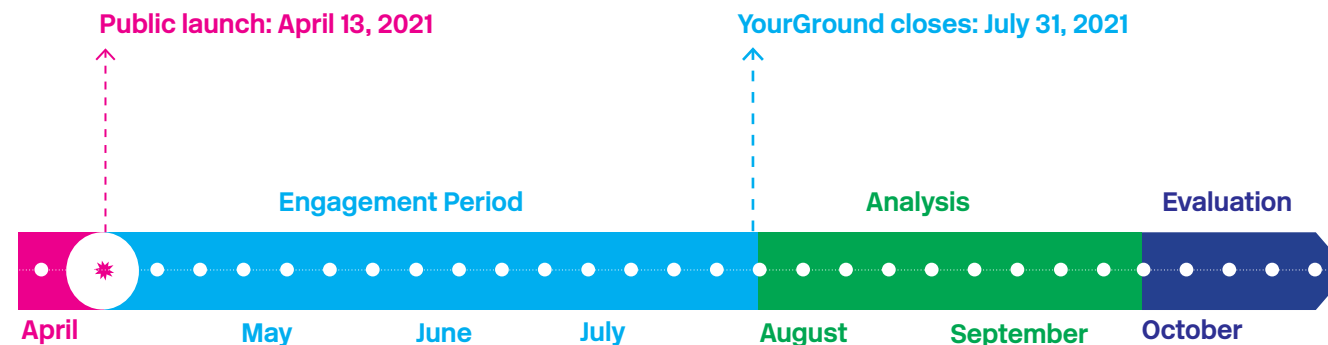 Public launch: April 13, 2021
YourGround closes: July 31, 2021
Engagement Period
Analysis
Evaluation
April
May
June
July
August
September
October